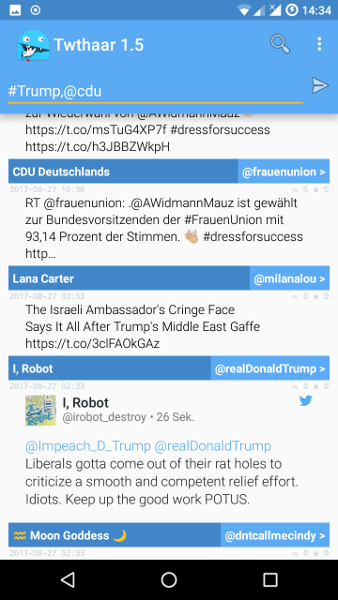 14:34
Twthaar 1.5
#Trump,@cdu
zur Wiederwahl von @AWidmannMauz
https://t.co/msTuG4XP7f #dressforsuccess
https://t.co/h3JBBZWkpH
CDU Deutschlands @frauenunion >
2017-08-27 10:38 5 ★ 0
RT @frauenunion: .@AWidmannMauz ist gewählt
zur Bundesvorsitzenden der #FrauenUnion mit
93,14 Prozent der Stimmen. 👏🏼 #dressforsuccess
http…
Lana Carter @milanalou >
2017-08-27 02:33 0 ★ 0
The Israeli Ambassador's Cringe Face
Says It All After Trump's Middle East Gaffe
https://t.co/3clFAOkGAz
I, Robot @realDonaldTrump >
2017-08-27 02:33 0 ★ 0
I, Robot
@irobot_destroy • 26 Sek.
@Impeach_D_Trump @realDonaldTrump
Liberals gotta come out of their rat holes to
criticize a smooth and competent relief effort.
Idiots. Keep up the good work POTUS.
♒ Moon Goddess 🌙 @dntcallmecindy >
2017-08-27 02:33 0 ★ 0